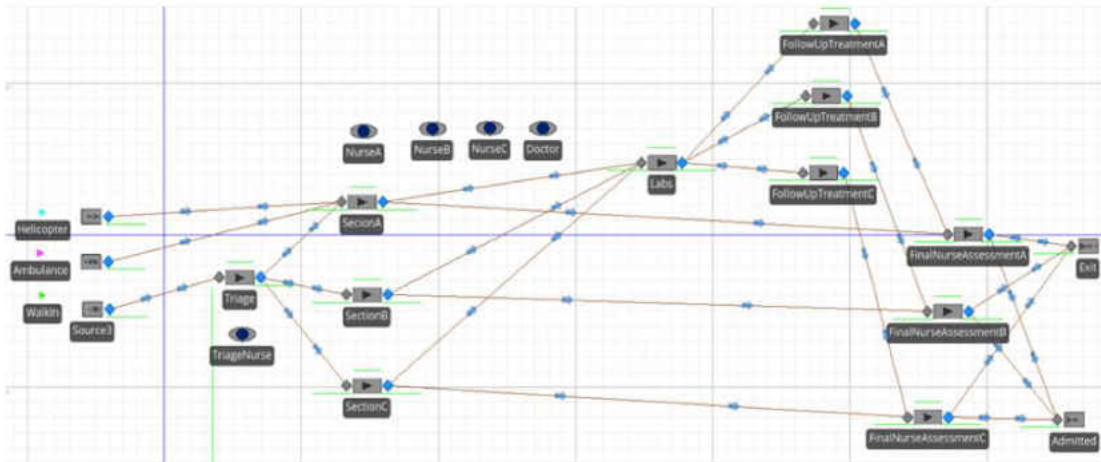 FollowUpTreatmentA
FollowUpTreatmentB
NurseA
NurseB
NurseC
Doctor
Labs
FollowUpTreatmentC
SecionA
Helicopter
FinalNurseAssessmentA
Exit
Ambulance
Triage
WalkIn
Source3
SectionB
FinalNurseAssessmentB
TriageNurse
SectionC
FinalNurseAssessmentC
Admitted